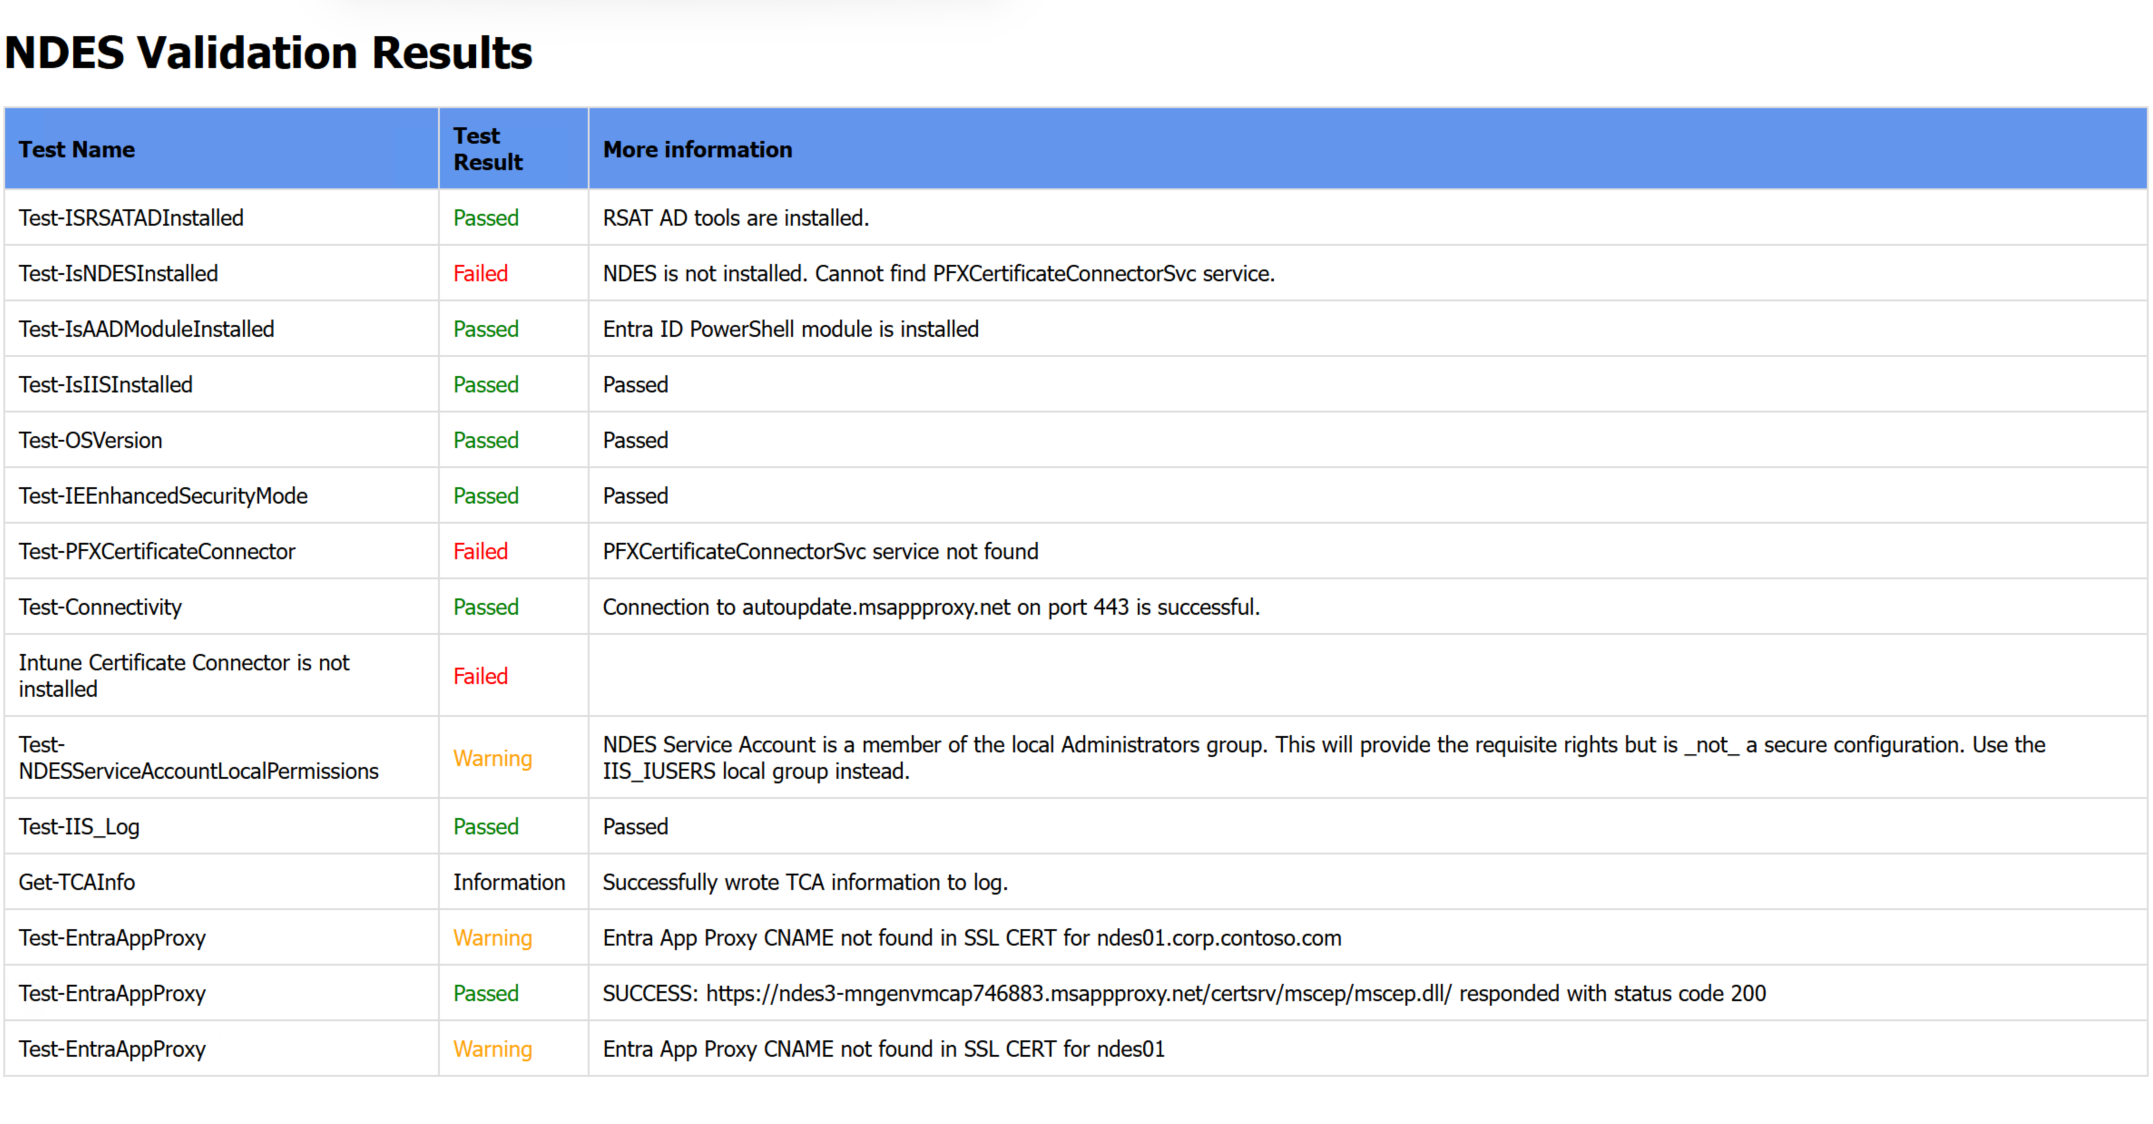 NDES Validation Results
Test Name
Test
Result
More information
Test-ISRSATADInstalled
Passed
RSAT AD tools are installed.
Test-IsNDESInstalled
Failed
NDES is not installed. Cannot find PFXCertificateConnectorSvc service.
Test-IsAADModuleInstalled
Passed
Entra ID PowerShell module is installed
Test-IsIISInstalled
Passed
Passed
Test-OSVersion
Passed
Passed
Test-IEEnhancedSecurityMode
Passed
Passed
Test-PFXCertificateConnector
Failed
PFXCertificateConnectorSvc service not found
Test-Connectivity
Passed
Connection to autoupdate.msappproxy.net on port 443 is successful.
Intune Certificate Connector is not
installed
Failed
Test-
NDESServiceAccountLocalPermissions
Warning
NDES Service Account is a member of the local Administrators group. This will provide the requisite rights but is _not_ a secure configuration. Use the
IIS_IUSERS local group instead.
Test-IIS_Log
Passed
Passed
Get-TCAInfo
Information
Successfully wrote TCA information to log.
Test-EntraAppProxy
Warning
Entra App Proxy CNAME not found in SSL CERT for ndes01.corp.contoso.com
Test-EntraAppProxy
Passed
SUCCESS: https://ndes3-mngenvmcap746883.msappproxy.net/certsrv/mscep/mscep.dll/ responded with status code 200
Test-EntraAppProxy
Warning
Entra App Proxy CNAME not found in SSL CERT for ndes01